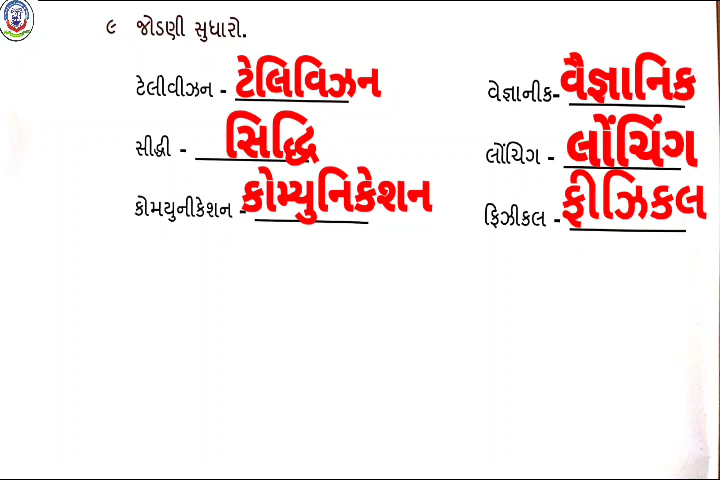 ૯ જોડણી સુધારો.
ટેલીવીઝન - ટેલિવિઝન વેજ્ઞાનીક- વૈજ્ઞાનિક
સીદ્ધી - સિદ્ધિ લોંચિગ - લોંચિંગ
કોમયુનીકેશન - કોમ્યુનિકેશન ફિઝીકલ - ફીઝિકલ